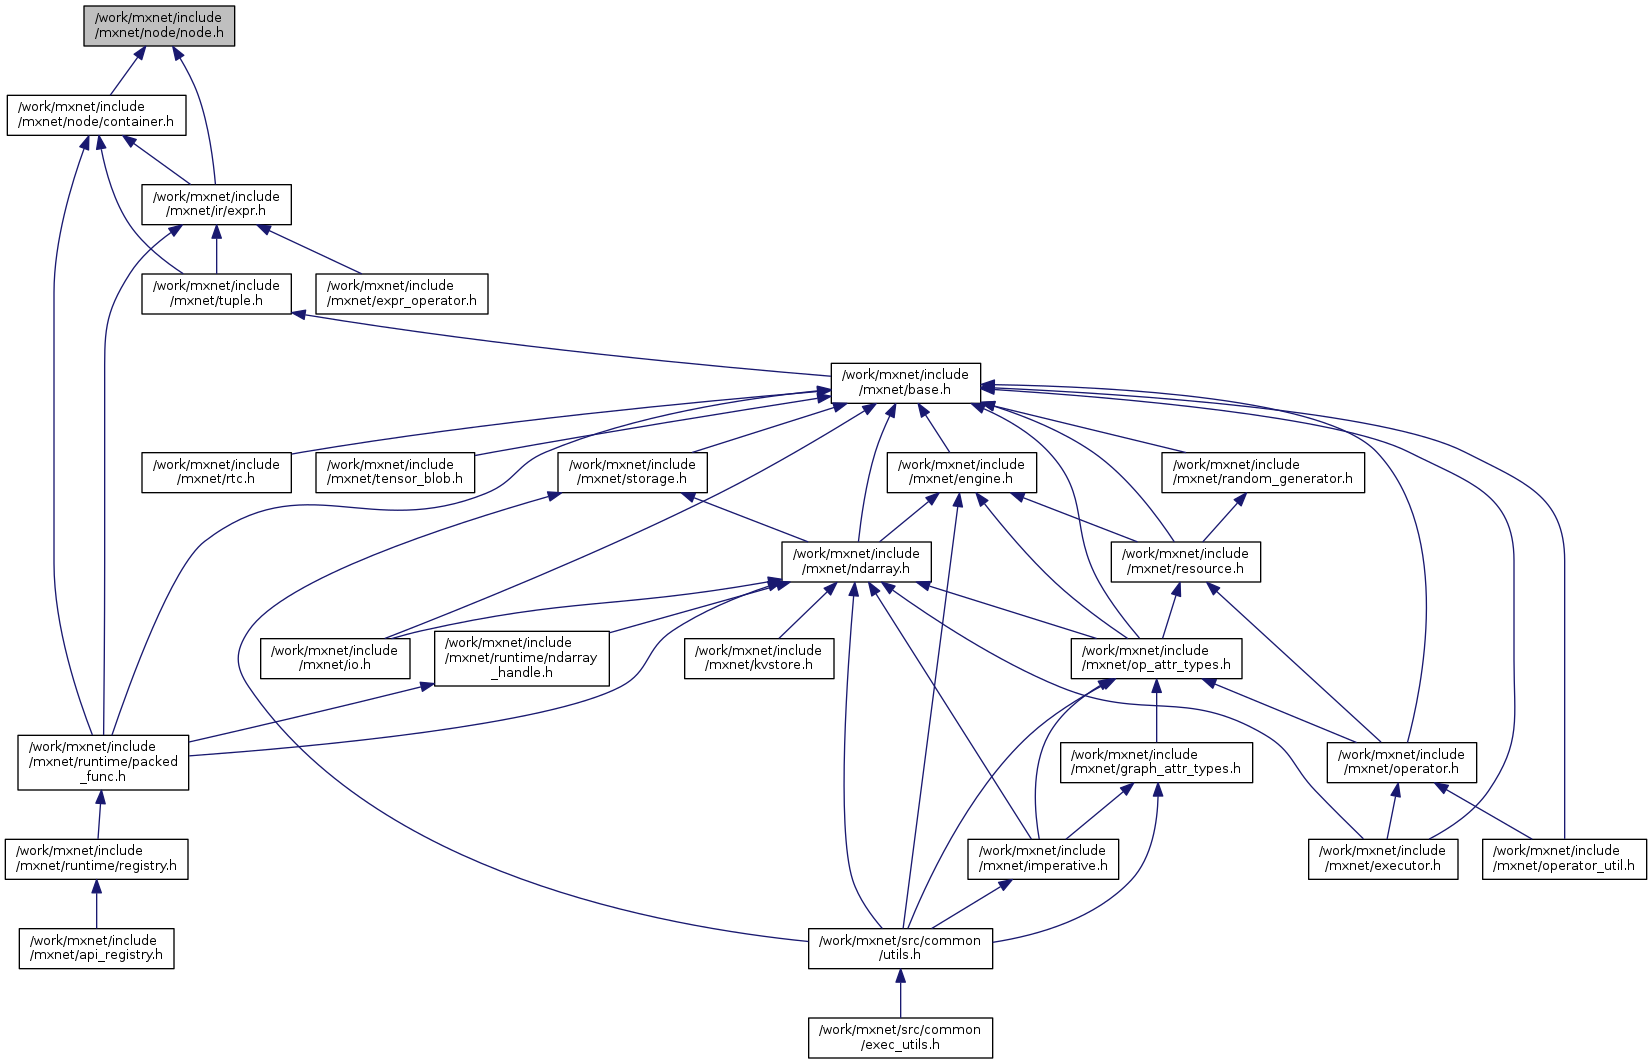 /work/mxnet/include
/mxnet/node/node.h
/work/mxnet/include
/mxnet/node/container.h
/work/mxnet/include
/mxnet/ir/expr.h
/work/mxnet/include
/mxnet/tuple.h
/work/mxnet/include
/mxnet/expr_operator.h
/work/mxnet/include
/mxnet/base.h
/work/mxnet/include
/mxnet/rtc.h
/work/mxnet/include
/mxnet/tensor_blob.h
/work/mxnet/include
/mxnet/storage.h
/work/mxnet/include
/mxnet/engine.h
/work/mxnet/include
/mxnet/random_generator.h
/work/mxnet/include
/mxnet/ndarray.h
/work/mxnet/include
/mxnet/resource.h
/work/mxnet/include
/mxnet/io.h
/work/mxnet/include
/mxnet/runtime/ndarray
_handle.h
/work/mxnet/include
/mxnet/kvstore.h
/work/mxnet/include
/mxnet/op_attr_types.h
/work/mxnet/include
/mxnet/runtime/packed
_func.h
/work/mxnet/include
/mxnet/graph_attr_types.h
/work/mxnet/include
/mxnet/operator.h
/work/mxnet/include
/mxnet/runtime/registry.h
/work/mxnet/include
/mxnet/imperative.h
/work/mxnet/include
/mxnet/executor.h
/work/mxnet/include
/mxnet/operator_util.h
/work/mxnet/include
/mxnet/api_registry.h
/work/mxnet/src/common
/utils.h
/work/mxnet/src/common
/exec_utils.h